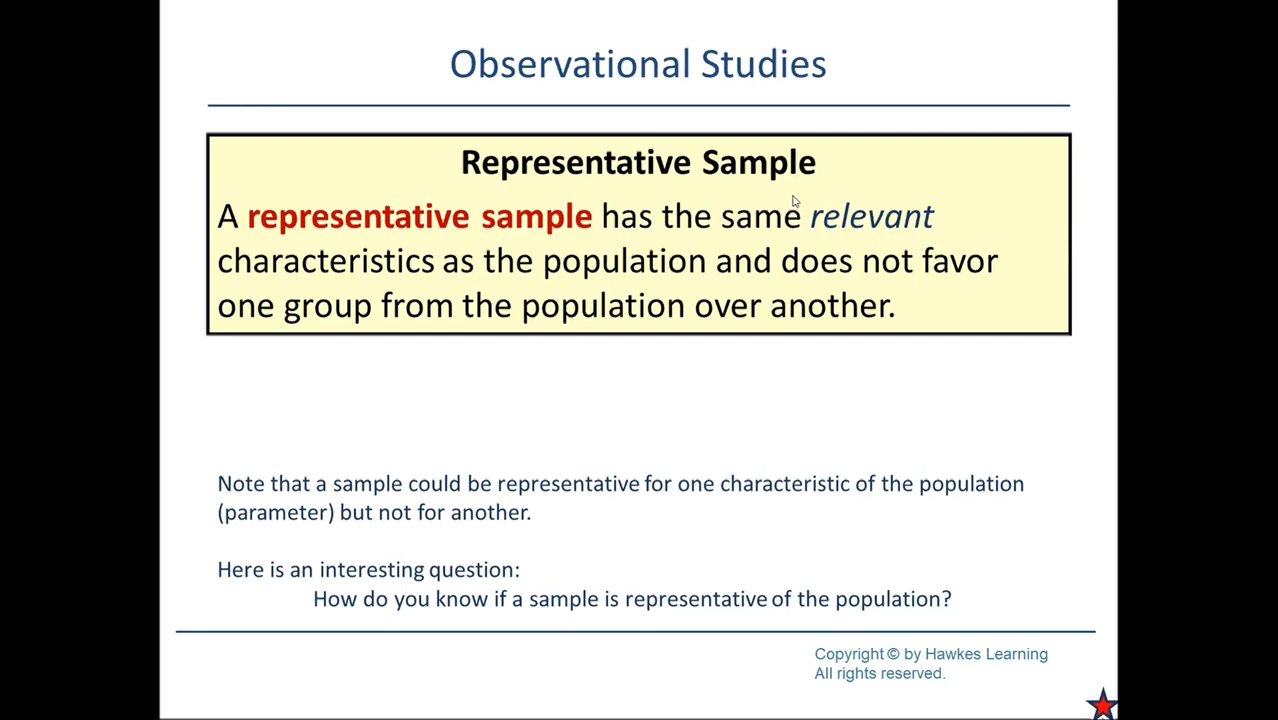 Observational Studies
Representative Sample
A representative sample has the same relevant
characteristics as the population and does not favor
one group from the population over another.
Note that a sample could be representative for one characteristic of the population
(parameter) but not for another.
Here is an interesting question:
How do you know if a sample is representative of the population?
Copyright © by Hawkes Learning
All rights reserved.